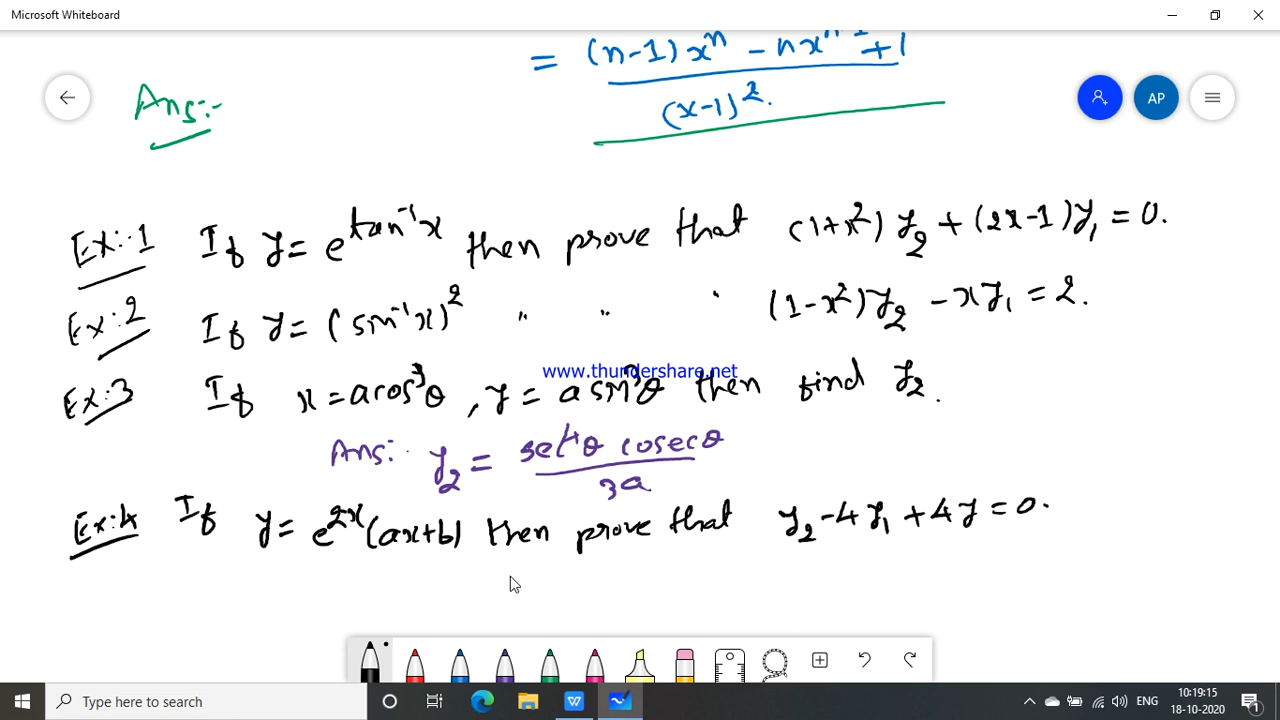 Microsoft Whiteboard
= (n-1)xⁿ - nxⁿ⁻¹ + 1
(x-1)².
Ans:-
AP
Ex:-1 If y = e^tan⁻¹x then prove that (1+x²) y₂ + (2x-1)y₁ = 0.
Ex:2 If y = (sin⁻¹x)² " " " (1-x²)y₂ - xy₁ = 2.
www.thundershare.net
Ex:3 If x = acos³θ , y = a sin³θ then find y₂.
Ans:- y₂ = sec⁴θ cosecθ
3a
Ex:4 If y = e^2x (ax+b) then prove that y₂ - 4y₁ + 4y = 0.
Type here to search
ENG
10:19:15
18-10-2020